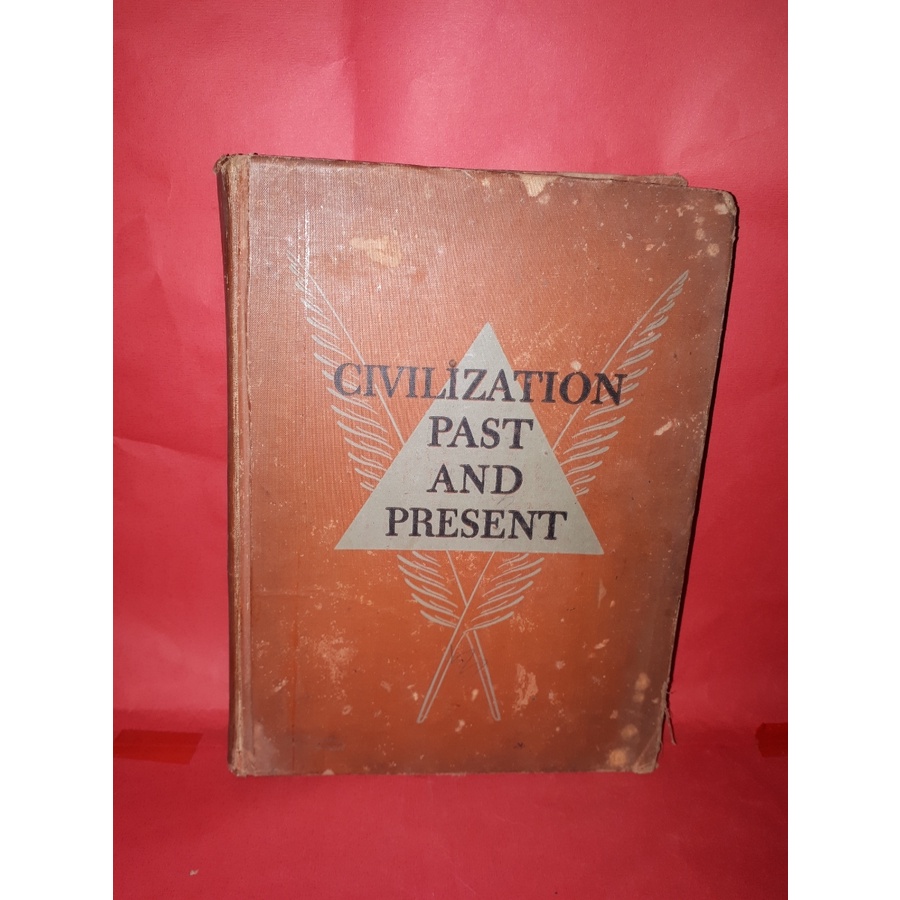 CIVILIZATION
PAST
AND
PRESENT